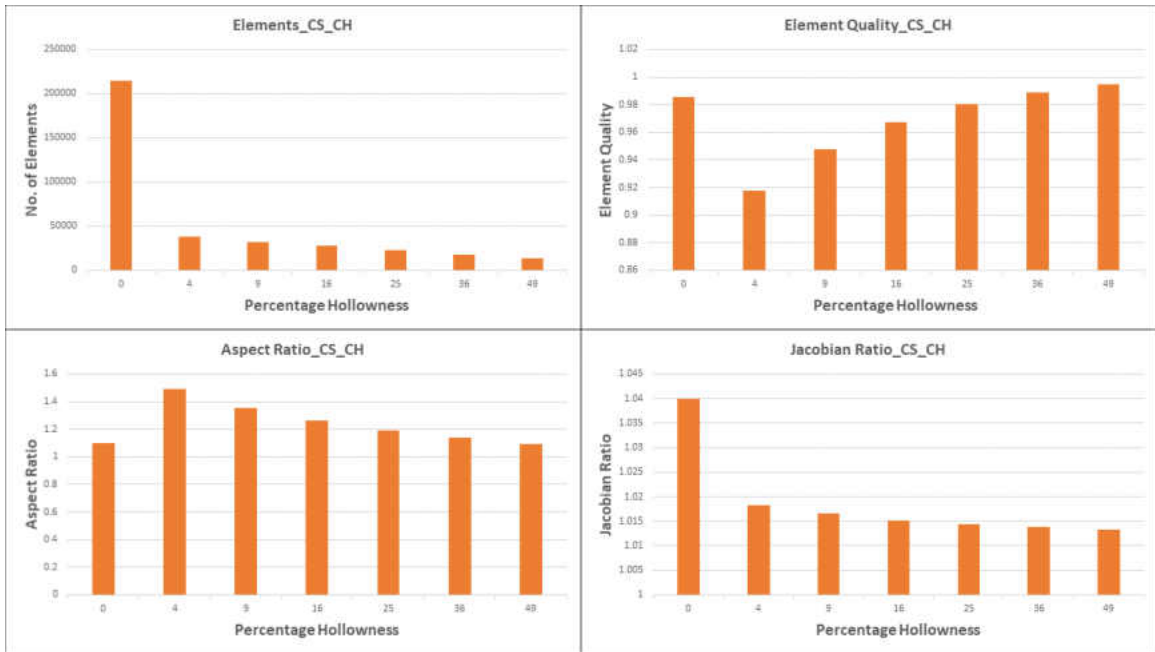 Elements_CS_CH
250000
200000
150000
100000
50000
0
No. of Elements
0 4 9 16 25 36 49
Percentage Hollowness
Element Quality_CS_CH
1.02
1
0.98
0.96
0.94
0.92
0.9
0.88
0.86
Element Quality
0 4 9 16 25 36 49
Percentage Hollowness
Aspect Ratio_CS_CH
1.6
1.4
1.2
1
0.8
0.6
0.4
0.2
0
Aspect Ratio
0 4 9 16 25 36 49
Percentage Hollowness
Jacobian Ratio_CS_CH
1.045
1.04
1.035
1.03
1.025
1.02
1.015
1.01
1.005
1
Jacobian Ratio
0 4 9 16 25 36 49
Percentage Hollowness